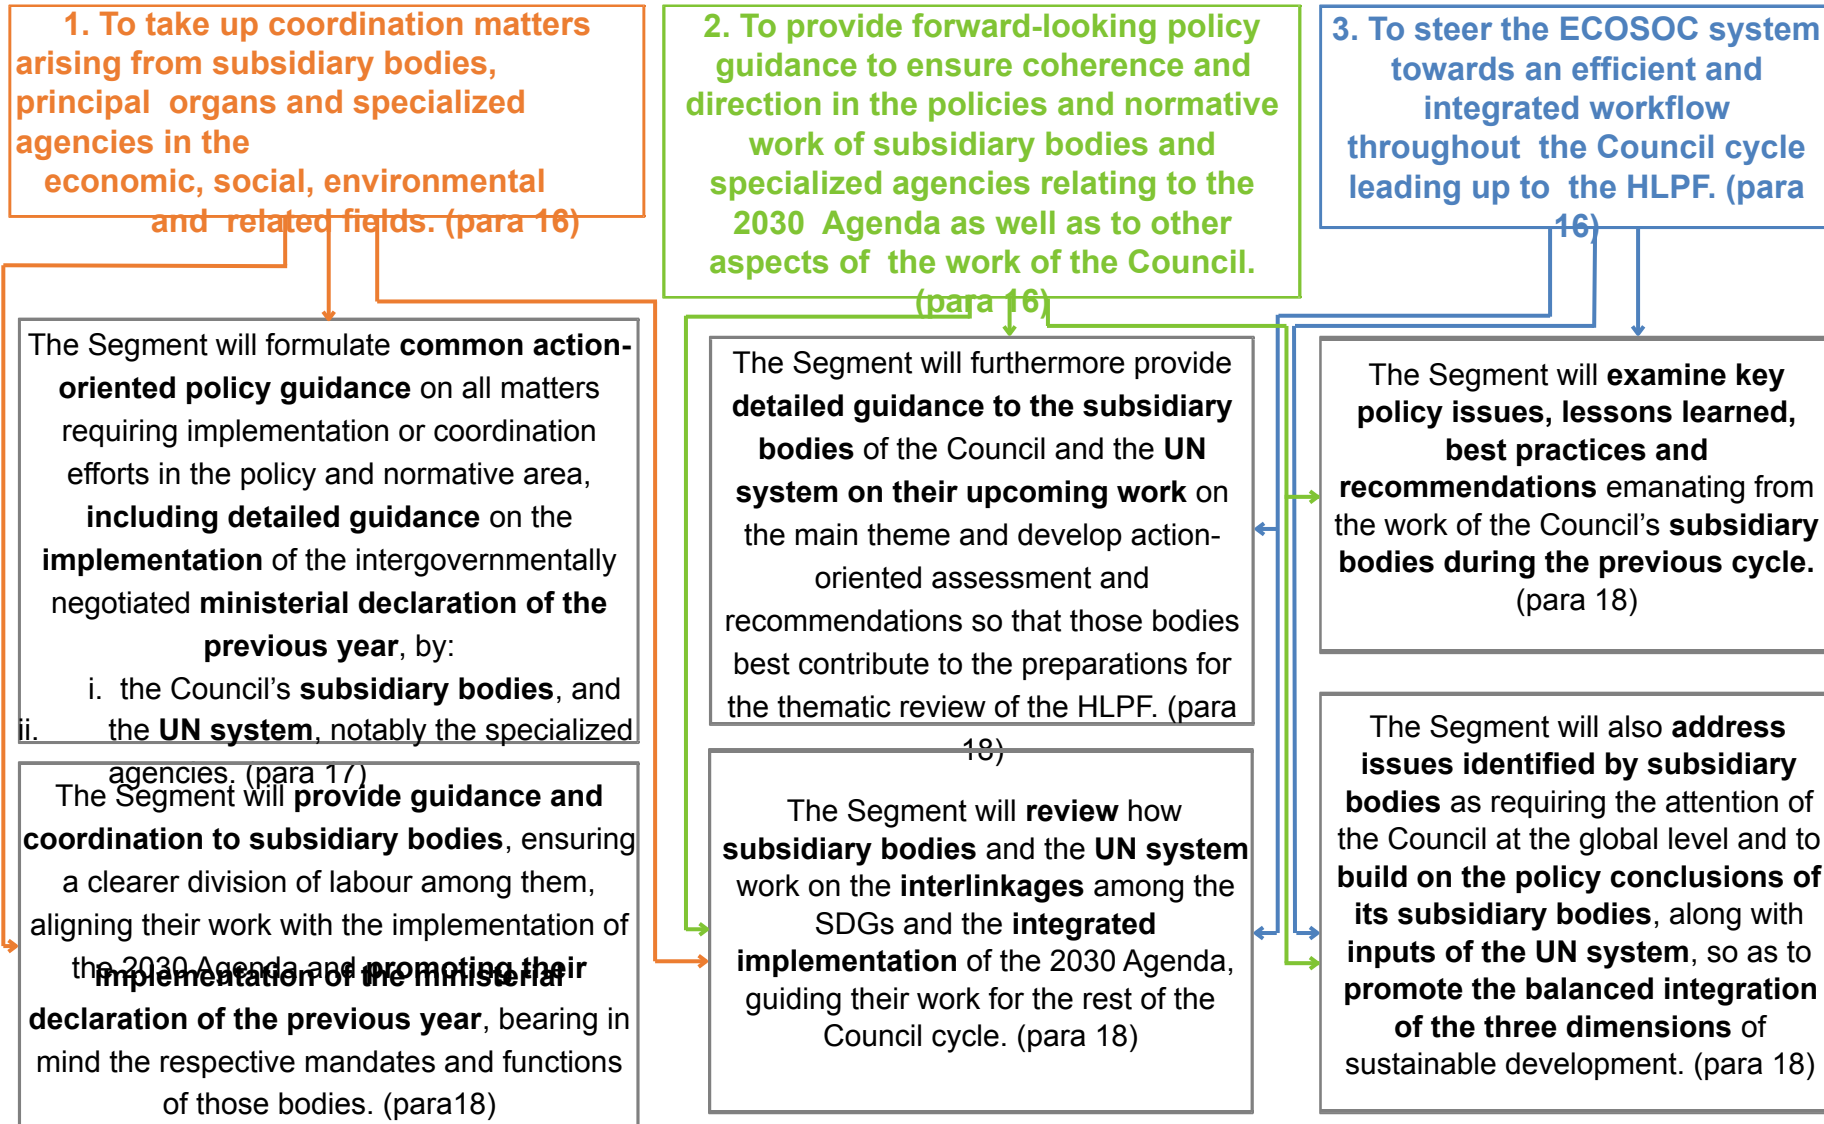 1. To take up coordination matters
arising from subsidiary bodies,
principal organs and specialized
agencies in the
economic, social, environmental
and related fields. (para 16)
2. To provide forward-looking policy
guidance to ensure coherence and
direction in the policies and normative
work of subsidiary bodies and
specialized agencies relating to the
2030 Agenda as well as to other
aspects of the work of the Council.
(para 16)
3. To steer the ECOSOC system
towards an efficient and
integrated workflow
throughout the Council cycle
leading up to the HLPF. (para
16)
The Segment will formulate common action-
oriented policy guidance on all matters
requiring implementation or coordination
efforts in the policy and normative area,
including detailed guidance on the
implementation of the intergovernmentally
negotiated ministerial declaration of the
previous year, by:
i. the Council’s subsidiary bodies, and
ii. the UN system, notably the specialized
agencies. (para 17)
The Segment will provide guidance and
coordination to subsidiary bodies, ensuring
a clearer division of labour among them,
aligning their work with the implementation of
the 2030 Agenda and promoting their
implementation of the ministerial
declaration of the previous year, bearing in
mind the respective mandates and functions
of those bodies. (para18)
The Segment will furthermore provide
detailed guidance to the subsidiary
bodies of the Council and the UN
system on their upcoming work on
the main theme and develop action-
oriented assessment and
recommendations so that those bodies
best contribute to the preparations for
the thematic review of the HLPF. (para
18)
The Segment will review how
subsidiary bodies and the UN system
work on the interlinkages among the
SDGs and the integrated
implementation of the 2030 Agenda,
guiding their work for the rest of the
Council cycle. (para 18)
The Segment will examine key
policy issues, lessons learned,
best practices and
recommendations emanating from
the work of the Council’s subsidiary
bodies during the previous cycle.
(para 18)
The Segment will also address
issues identified by subsidiary
bodies as requiring the attention of
the Council at the global level and to
build on the policy conclusions of
its subsidiary bodies, along with
inputs of the UN system, so as to
promote the balanced integration
of the three dimensions of
sustainable development. (para 18)